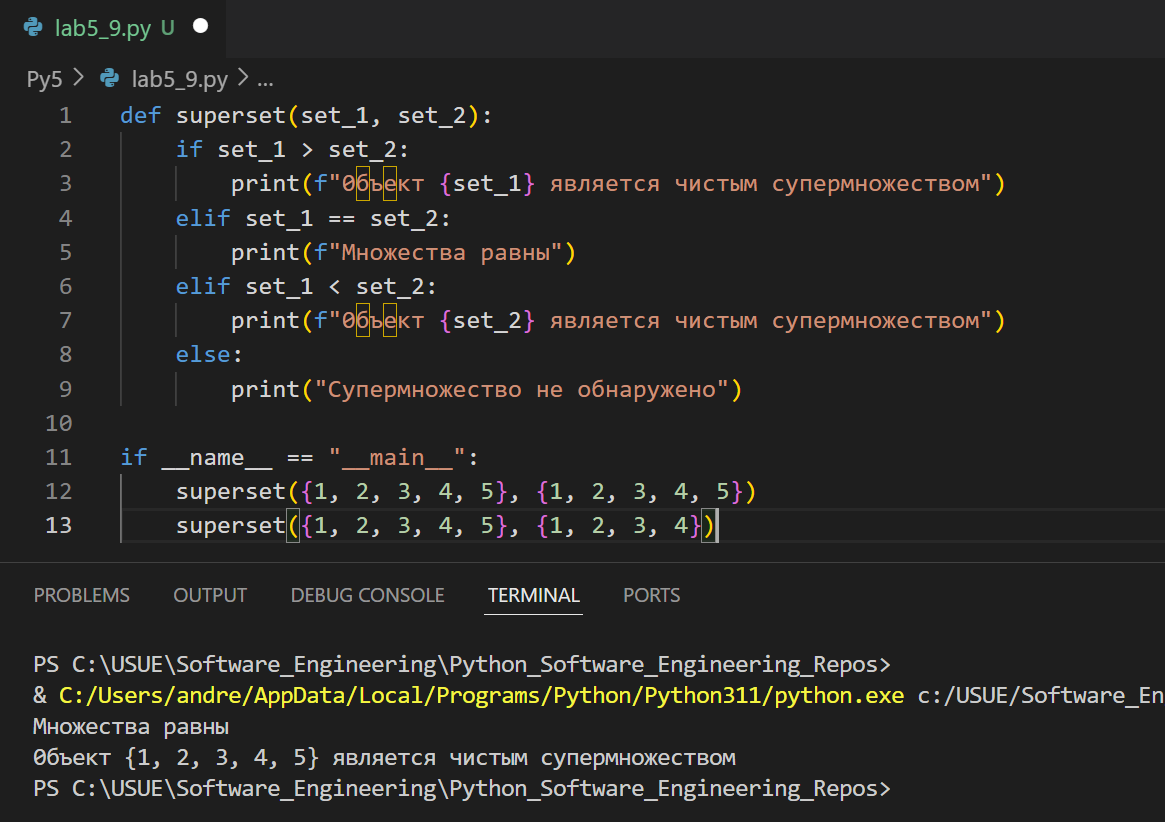 lab5_9.py U
Py5 > lab5_9.py > ...
1 def superset(set_1, set_2):
2     if set_1 > set_2:
3         print(f"0бъект {set_1} является чистым супермножеством")
4     elif set_1 == set_2:
5         print(f"Множества равны")
6     elif set_1 < set_2:
7         print(f"0бъект {set_2} является чистым супермножеством")
8     else:
9         print("Супермножество не обнаружено")
10
11 if __name__ == "__main__":
12     superset({1, 2, 3, 4, 5}, {1, 2, 3, 4, 5})
13     superset({1, 2, 3, 4, 5}, {1, 2, 3, 4})
PROBLEMS OUTPUT DEBUG CONSOLE TERMINAL PORTS
PS C:\USUE\Software_Engineering\Python_Software_Engineering_Repos>
& C:/Users/andre/AppData/Local/Programs/Python/Python311/python.exe c:/USUE/Software_En
Множества равны
0бъект {1, 2, 3, 4, 5} является чистым супермножеством
PS C:\USUE\Software_Engineering\Python_Software_Engineering_Repos>